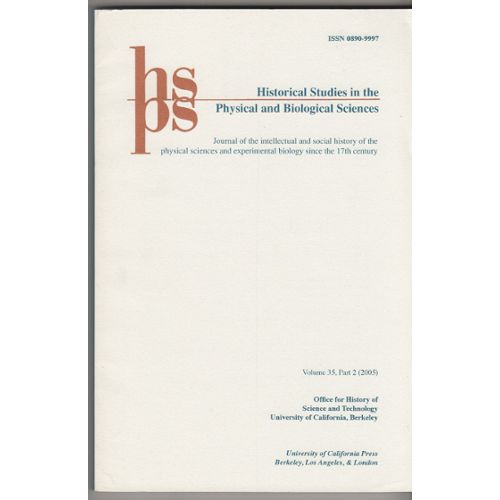 ISSN 0890-9997
hs
ps
Historical Studies in the
Physical and Biological Sciences
Journal of the intellectual and social history of the
physical sciences and experimental biology since the 17th century
Volume 35, Part 2 (2005)
Office for History of
Science and Technology
University of California, Berkeley
University of California Press
Berkeley, Los Angeles, & London